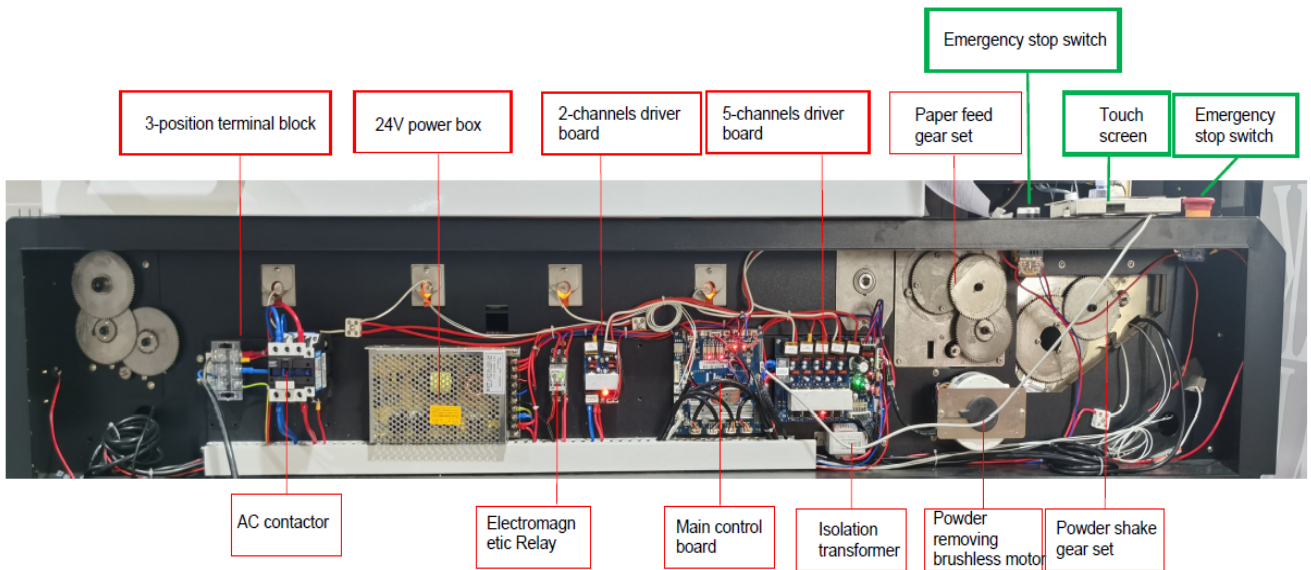 Emergency stop switch
3-position terminal block
24V power box
2-channels driver
board
5-channels driver
board
Paper feed
gear set
Touch
screen
Emergency
stop switch
AC contactor
Electromagn
etic Relay
Main control
board
Isolation
transformer
Powder
removing
brushless motor
Powder shake
gear set